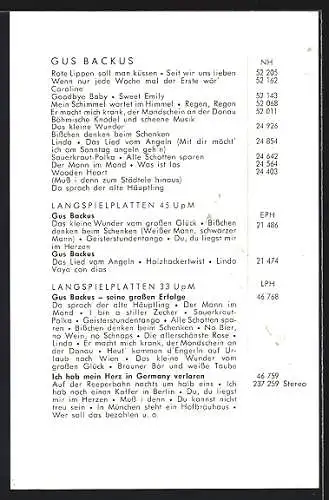 GUS BACKUS NH
Rote Lippen soll man küssen • Seit wir uns lieben 52 205
Wenn nur jede Woche mal der Erste wär' 52 162
Caroline
Goodbye Baby • Sweet Emily 52 143
Mein Schimmel wartet im Himmel • Regen, Regen 52 068
Er macht mich krank, der Mondschein an der Donau 52 011
Böhmische Knödel und scheene Musik
Das kleine Wunder 24 926
Bißchen denken beim Schenken
Linda • Das Lied vom Angeln (Mit dir möcht' 24 854
ich am Sonntag angeln geh'n)
Sauerkraut-Polka • Alle Schotten sparen 24 642
Der Mann im Mond • Was ist los 24 564
Wooden Heart 24 403
(Muß i denn zum Städtele hinaus)
Da sprach der alte Häuptling
LANGSPIELPLATTEN 45 UpM
Gus Backus EPH
Das kleine Wunder vom großen Glück • Bißchen 21 486
denken beim Schenken (Weißer Mann, schwarzer
Mann) • Geisterstundentango • Du, du liegst mir
im Herzen
Gus Backus
Das Lied vom Angeln • Holzhackertwist • Linda 21 474
Vaya con dias
LANGSPIELPLATTEN 33 UpM LPH
Gus Backus – seine großen Erfolge 46 768
Da sprach der alte Häuptling • Der Mann im
Mond • I bin a stiller Zecher • Sauerkraut-
Polka • Geisterstundentango • Alle Schotten spa-
ren • Bißchen denken beim Schenken • No Bier,
no Wein, no Schnaps • Die allerschönste Rose •
Linda • Er macht mich krank, der Mondschein an
der Donau • Heut' kommen d'Engerln auf Ur-
laub nach Wien • Das kleine Wunder vom
großen Glück • Brauner Bär und weiße Taube
Ich hab mein Herz in Germany verloren 46 759
Auf der Reeperbahn nachts um halb eins • Ich 237 259 Stereo
hab noch einen Koffer in Berlin • Du, du liegst
mir im Herzen • Muß i denn • Du kannst nicht
treu sein • In München steht ein Hofbräuhaus •
Wer soll das bezahlen u. a.